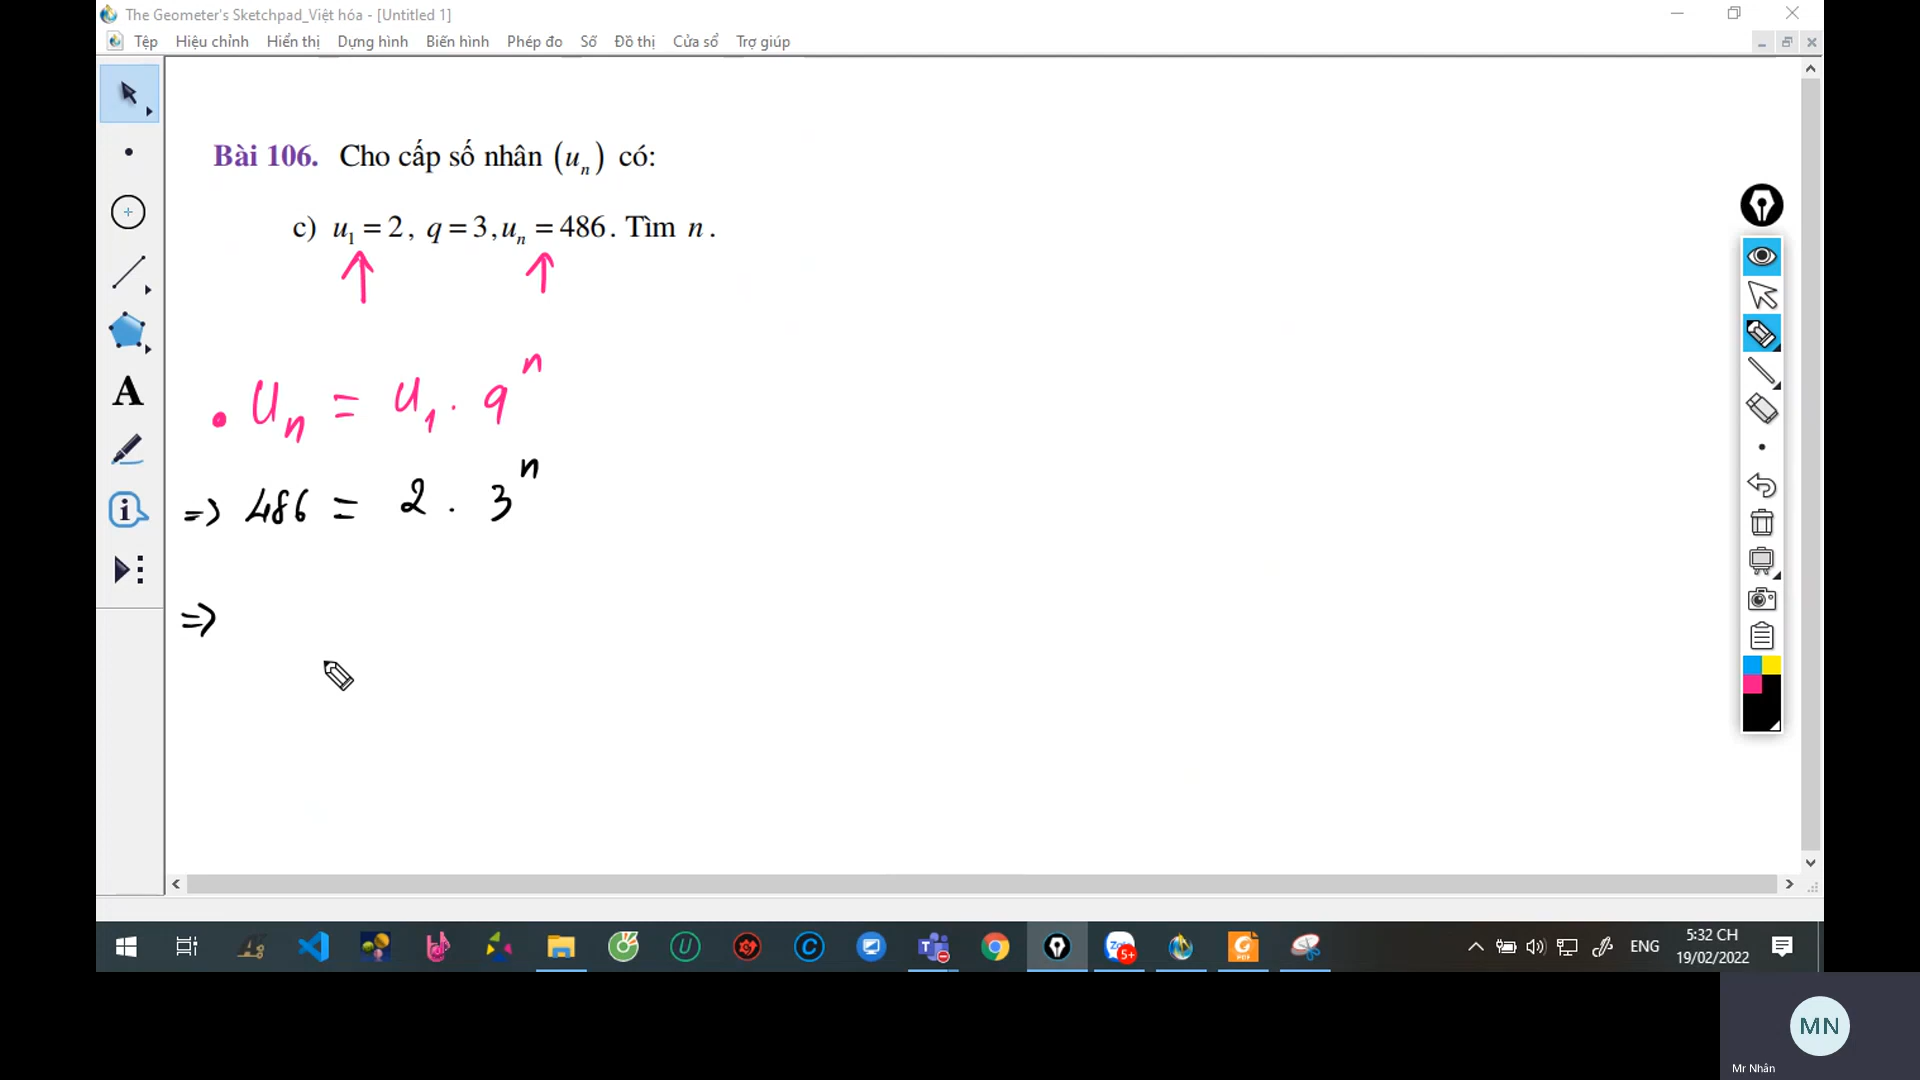 The Geometer's Sketchpad_Việt hóa - [Untitled 1]
Tệp Hiệu chỉnh Hiển thị Dựng hình Biến hình Phép đo Số Đồ thị Cửa sổ Trợ giúp
Bài 106. Cho cấp số nhân (uₙ) có:
c) u₁ = 2, q = 3, uₙ = 486. Tìm n.
• Uₙ = U₁ . qⁿ
=> 486 = 2 . 3ⁿ
=>
A
ENG
5:32 CH
19/02/2022
MN
Mr Nhân